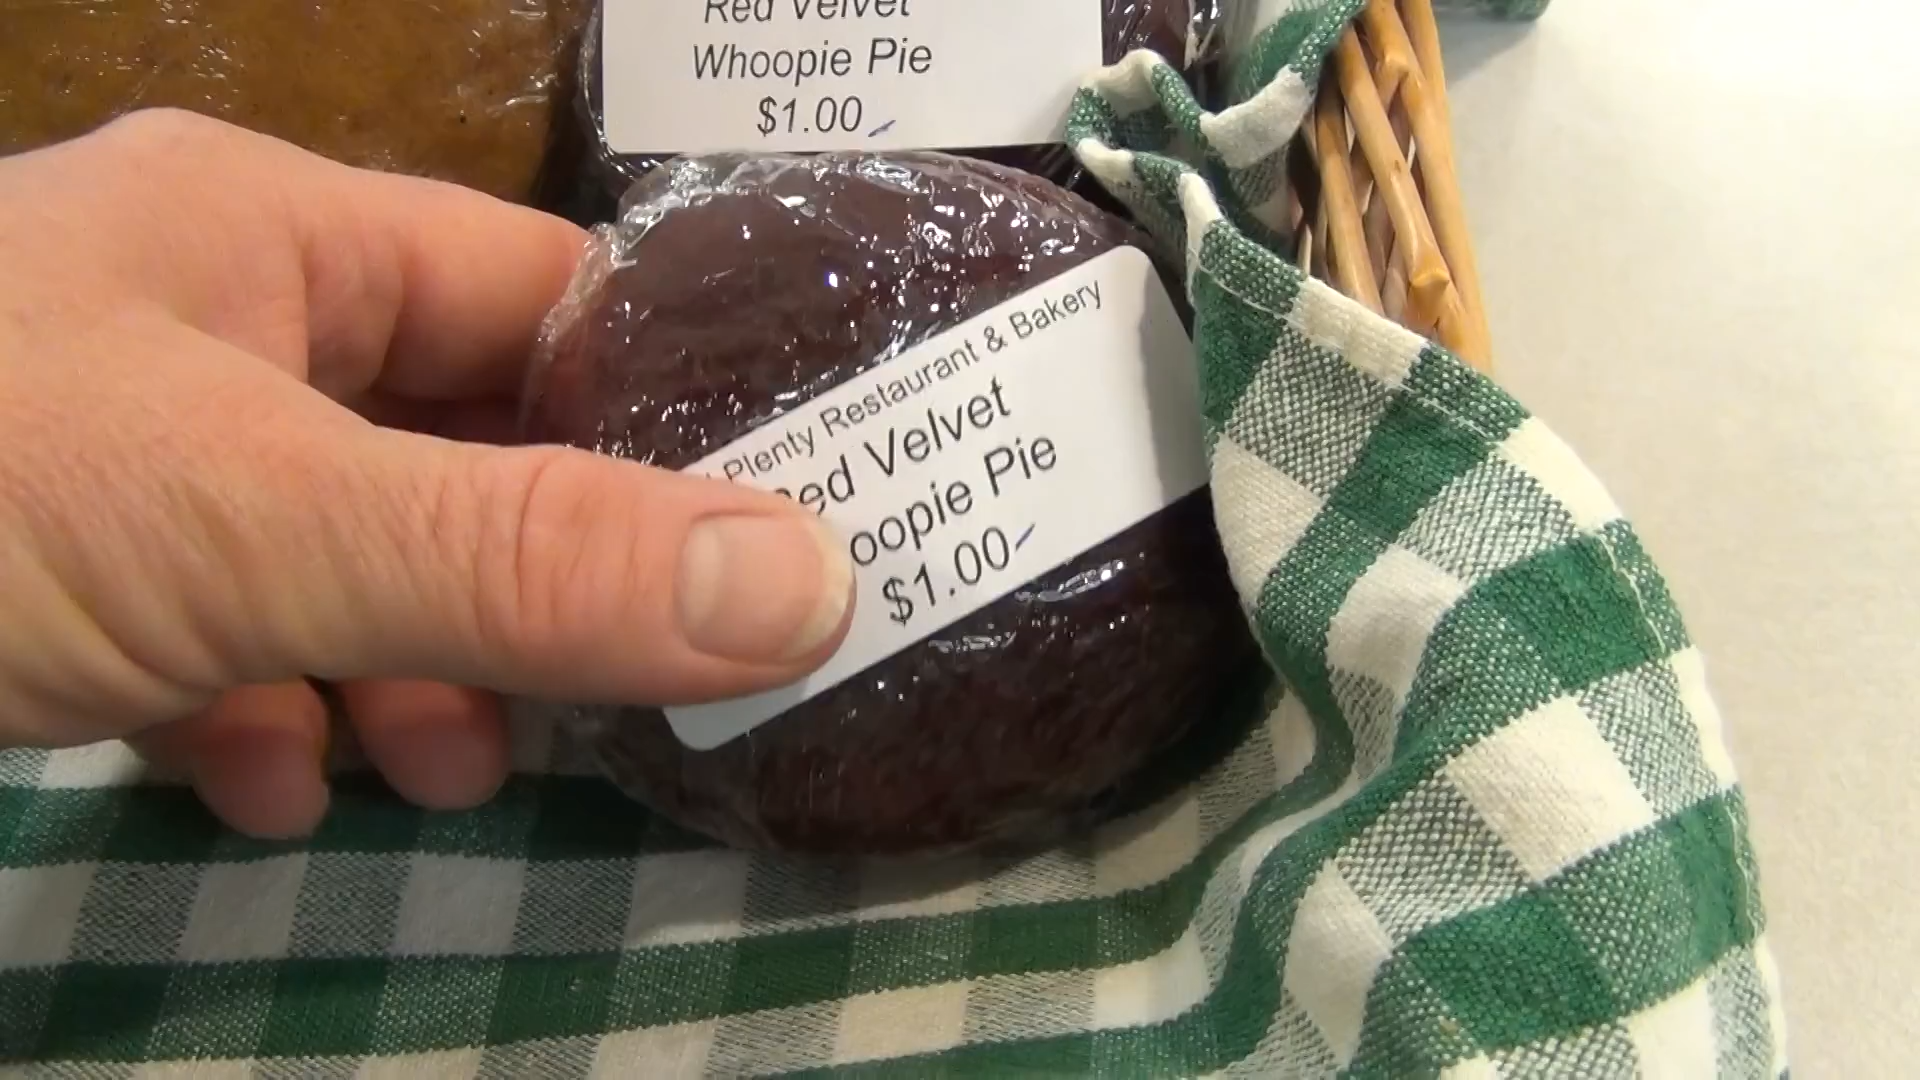 Red Velvet
Whoopie Pie
$1.00
Plenty Restaurant & Bakery
ed Velvet
oopie Pie
$1.00